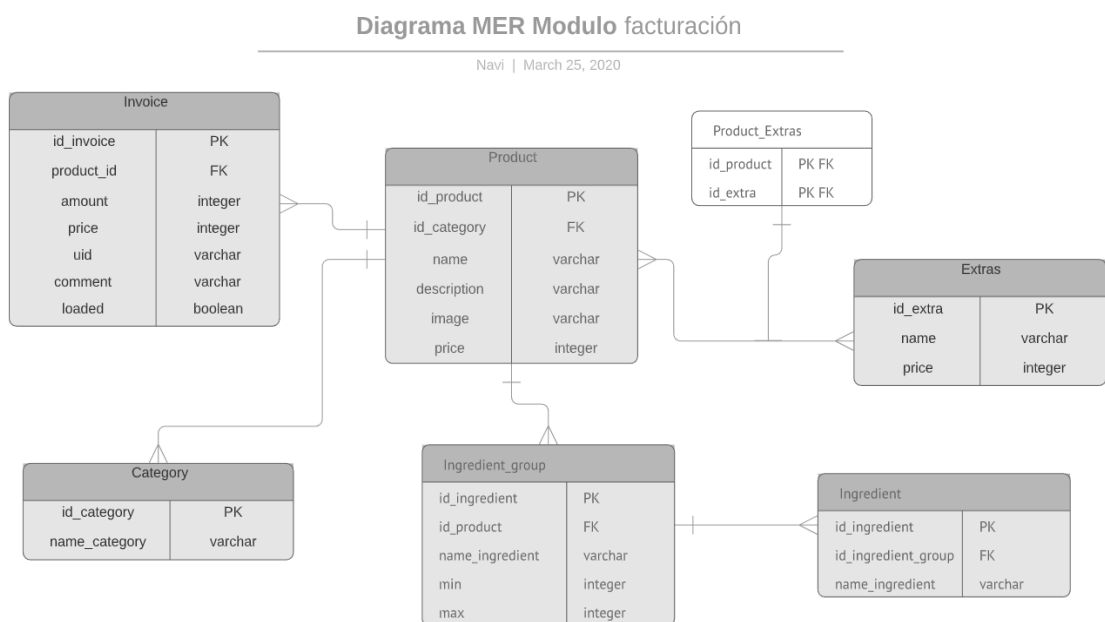 Diagrama MER Modulo facturación
Navi | March 25, 2020
Invoice
id_invoice PK
product_id FK
amount integer
price integer
uid varchar
comment varchar
loaded boolean
Product
id_product PK
id_category FK
name varchar
description varchar
image varchar
price integer
Product_Extras
id_product PK FK
id_extra PK FK
Extras
id_extra PK
name varchar
price integer
Category
id_category PK
name_category varchar
Ingredient_group
id_ingredient PK
id_product FK
name_ingredient varchar
min integer
max integer
Ingredient
id_ingredient PK
id_ingredient_group FK
name_ingredient varchar